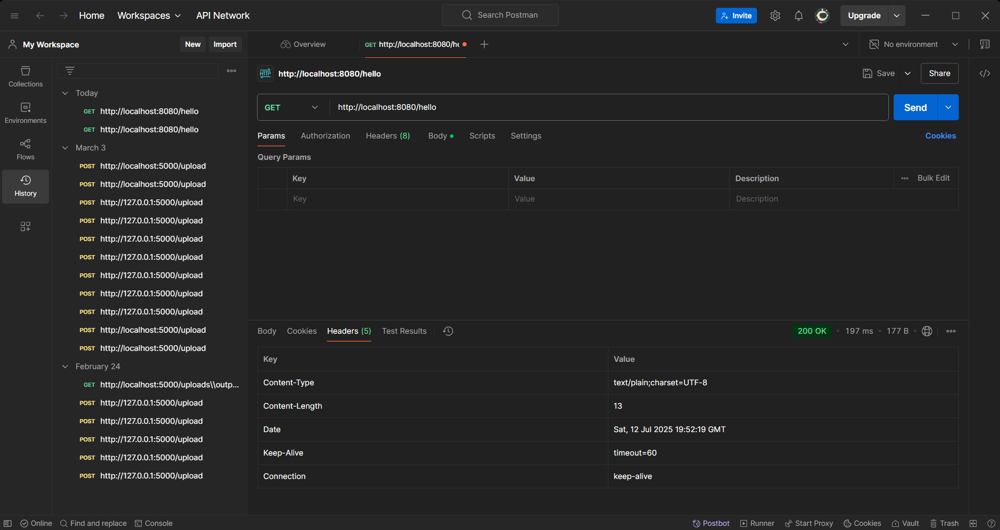 Home Workspaces API Network Search Postman Invite Upgrade
My Workspace New Import Overview GET http://localhost:8080/he No environment
HTTP http://localhost:8080/hello Save Share
Collections
Environments
Flows
History
Today
GET http://localhost:8080/hello
GET http://localhost:8080/hello
March 3
POST http://localhost:5000/upload
POST http://localhost:5000/upload
POST http://127.0.0.1:5000/upload
POST http://127.0.0.1:5000/upload
POST http://127.0.0.1:5000/upload
POST http://127.0.0.1:5000/upload
POST http://127.0.0.1:5000/upload
POST http://127.0.0.1:5000/upload
POST http://127.0.0.1:5000/upload
POST http://localhost:5000/upload
POST http://localhost:5000/upload
February 24
GET http://localhost:5000/uploads\\outp...
POST http://127.0.0.1:5000/upload
POST http://127.0.0.1:5000/upload
POST http://127.0.0.1:5000/upload
POST http://127.0.0.1:5000/upload
POST http://127.0.0.1:5000/upload
GET http://localhost:8080/hello Send
Params Authorization Headers (8) Body Scripts Settings Cookies
Query Params
Key Value Description Bulk Edit
Key Value Description
Body Cookies Headers (5) Test Results 200 OK 197 ms 177 B
Key Value
Content-Type text/plain;charset=UTF-8
Content-Length 13
Date Sat, 12 Jul 2025 19:52:19 GMT
Keep-Alive timeout=60
Connection keep-alive
Online Find and replace Console Postbot Runner Start Proxy Cookies Vault Trash